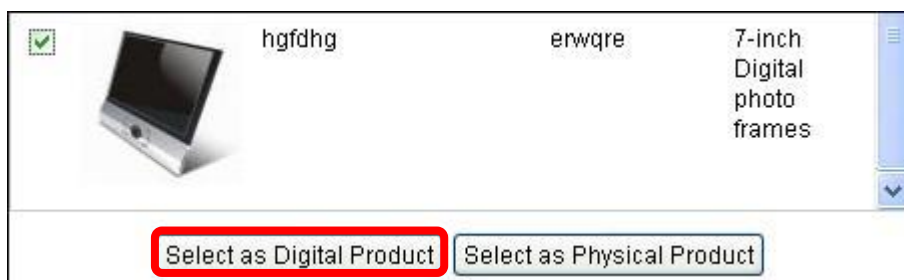 hgfdhg erwqre 7-inch
Digital
photo
frames
Select as Digital Product Select as Physical Product